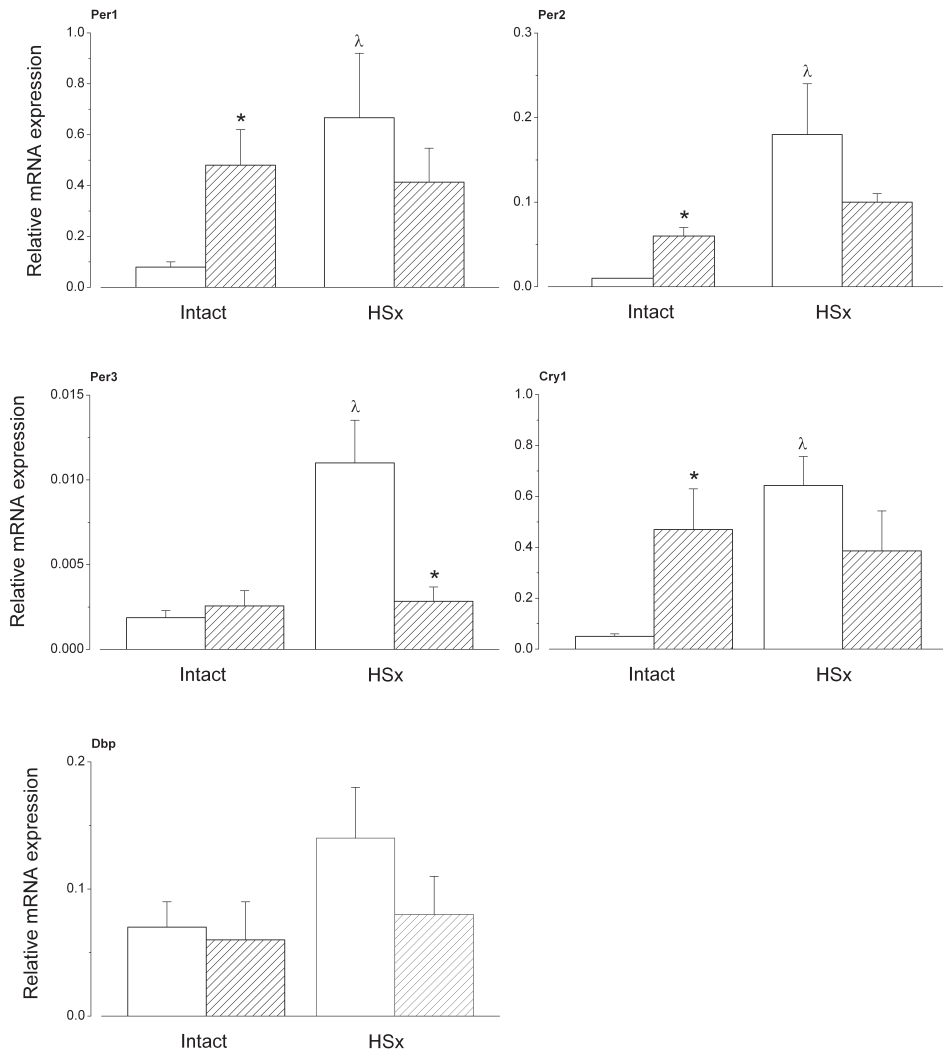 Per1
Relative mRNA expression
1.0
0.8
0.6
0.4
0.2
0.0
*
λ
Intact
HSx
Per2
0.3
0.2
0.1
0.0
*
λ
Intact
HSx
Per3
Relative mRNA expression
0.015
0.010
0.005
0.000
λ
*
Intact
HSx
Cry1
1.0
0.8
0.6
0.4
0.2
0.0
*
λ
Intact
HSx
Dbp
Relative mRNA expression
0.2
0.1
0.0
Intact
HSx